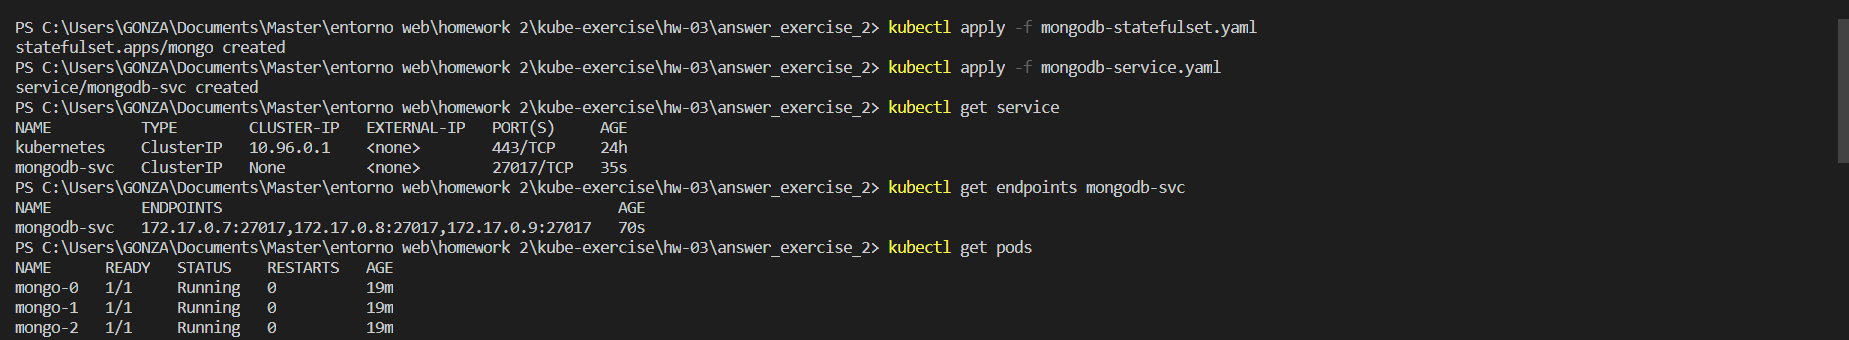 PS C:\Users\GONZA\Documents\Master\entorno web\homework 2\kube-exercise\hw-03\answer_exercise_2> kubectl apply -f mongodb-statefulset.yaml
statefulset.apps/mongo created
PS C:\Users\GONZA\Documents\Master\entorno web\homework 2\kube-exercise\hw-03\answer_exercise_2> kubectl apply -f mongodb-service.yaml
service/mongodb-svc created
PS C:\Users\GONZA\Documents\Master\entorno web\homework 2\kube-exercise\hw-03\answer_exercise_2> kubectl get service
NAME          TYPE        CLUSTER-IP   EXTERNAL-IP   PORT(S)     AGE
kubernetes    ClusterIP   10.96.0.1    <none>        443/TCP     24h
mongodb-svc   ClusterIP   None         <none>        27017/TCP   35s
PS C:\Users\GONZA\Documents\Master\entorno web\homework 2\kube-exercise\hw-03\answer_exercise_2> kubectl get endpoints mongodb-svc
NAME          ENDPOINTS                                            AGE
mongodb-svc   172.17.0.7:27017,172.17.0.8:27017,172.17.0.9:27017   70s
PS C:\Users\GONZA\Documents\Master\entorno web\homework 2\kube-exercise\hw-03\answer_exercise_2> kubectl get pods
NAME      READY   STATUS    RESTARTS   AGE
mongo-0   1/1     Running   0          19m
mongo-1   1/1     Running   0          19m
mongo-2   1/1     Running   0          19m